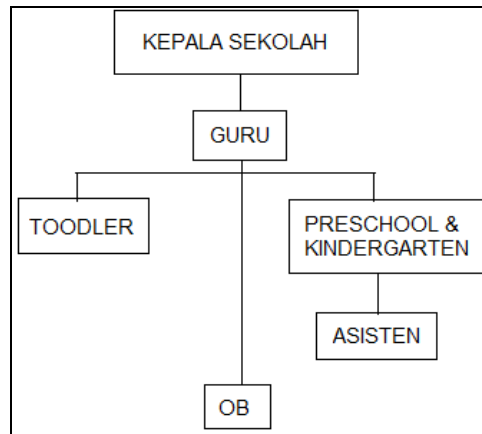 KEPALA SEKOLAH
GURU
TOODLER
PRESCHOOL &
KINDERGARTEN
ASISTEN
OB